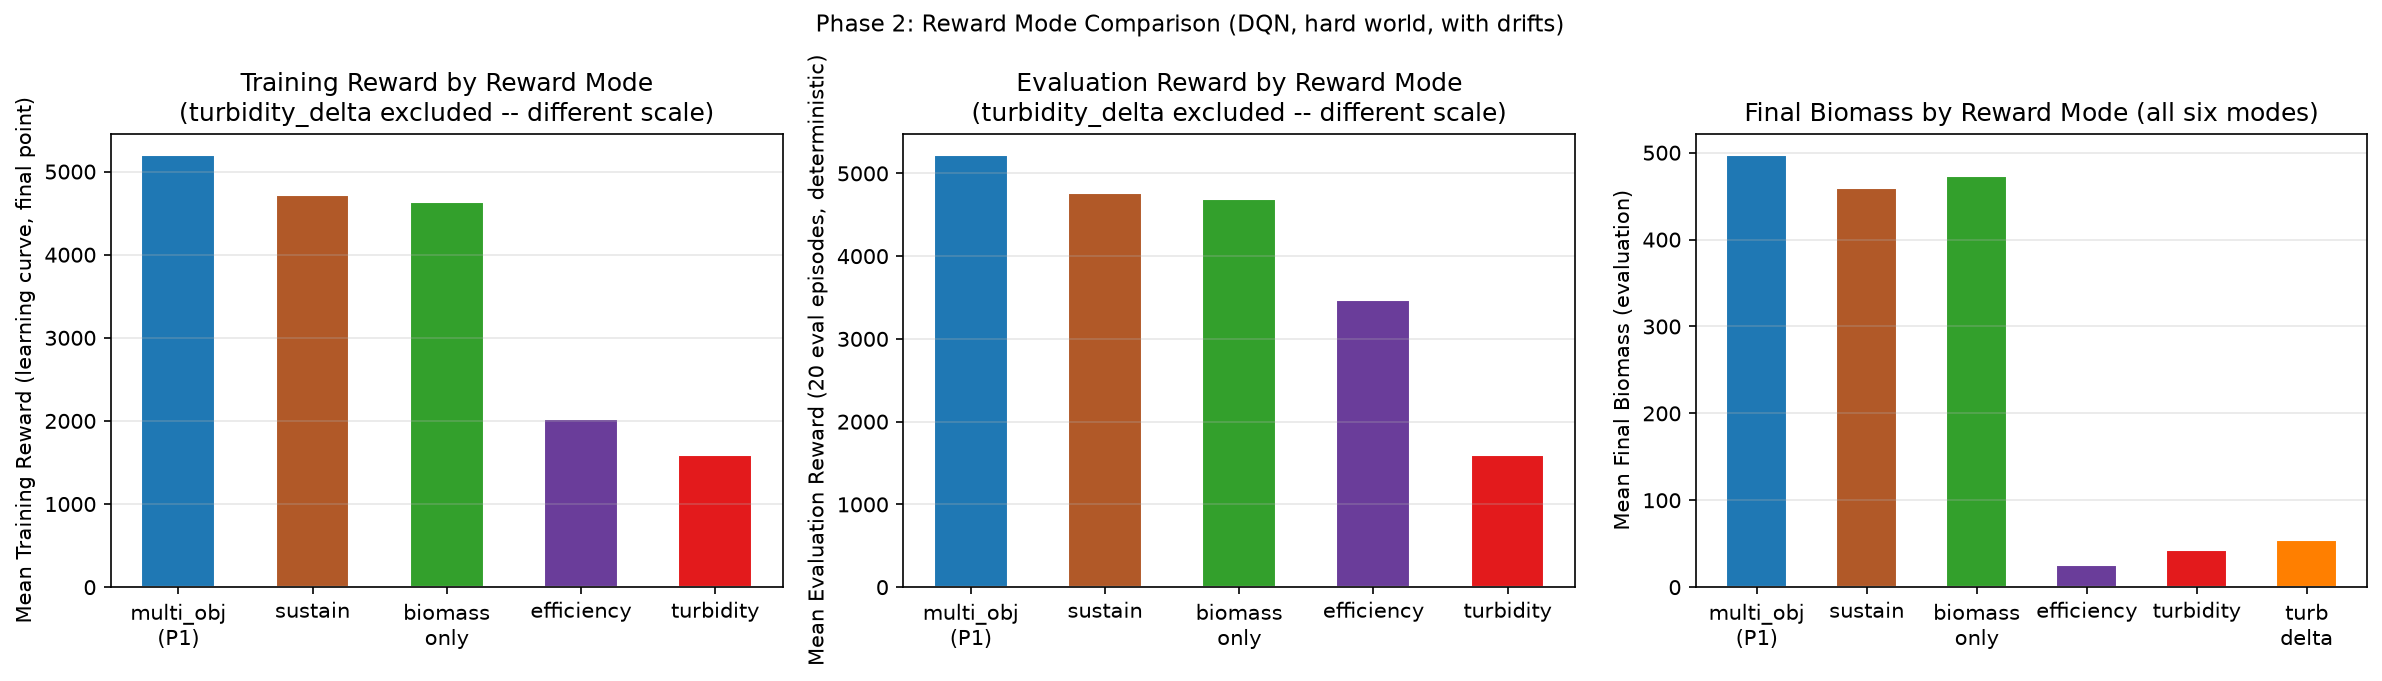 Phase 2: Reward Mode Comparison (DQN, hard world, with drifts)
Training Reward by Reward Mode
(turbidity_delta excluded -- different scale)
Mean Training Reward (learning curve, final point)
5000
4000
3000
2000
1000
0
multi_obj
(P1)
sustain
biomass
only
efficiency
turbidity
Evaluation Reward by Reward Mode
(turbidity_delta excluded -- different scale)
Mean Evaluation Reward (20 eval episodes, deterministic)
5000
4000
3000
2000
1000
0
multi_obj
(P1)
sustain
biomass
only
efficiency
turbidity
Final Biomass by Reward Mode (all six modes)
Mean Final Biomass (evaluation)
500
400
300
200
100
0
multi_obj
(P1)
sustain
biomass
only
efficiency
turbidity
turb
delta